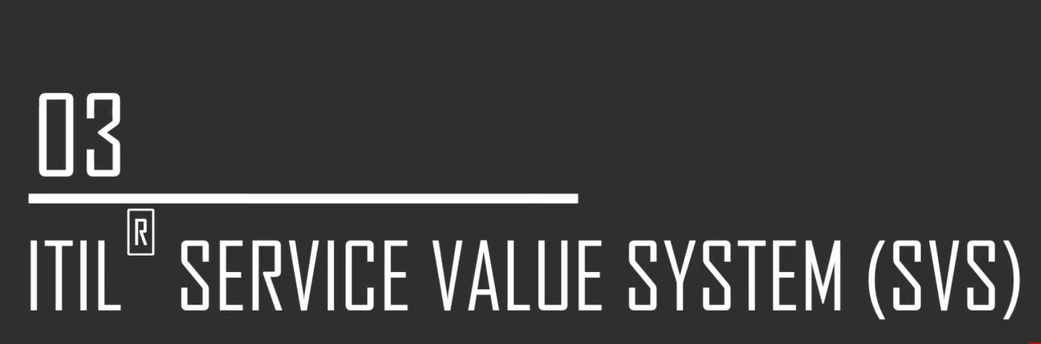 03
ITIL® SERVICE VALUE SYSTEM (SVS)